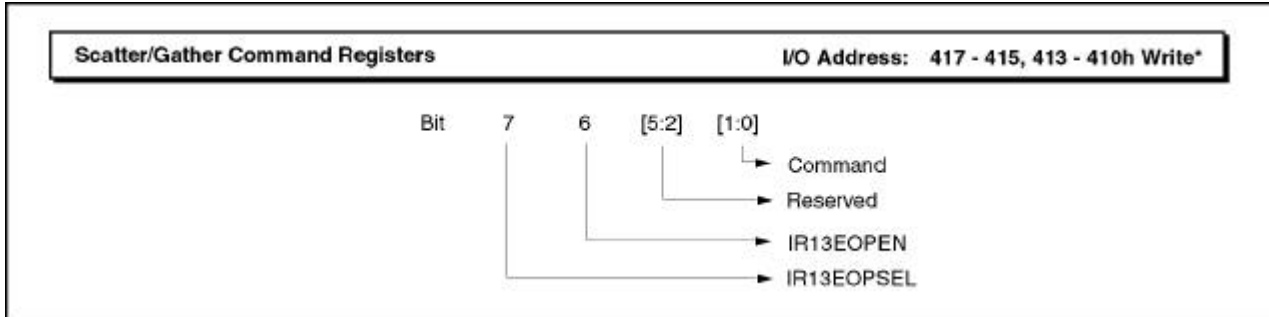 Scatter/Gather Command Registers I/O Address: 417 - 415, 413 - 410h Write*
Bit 7 6 [5:2] [1:0]
Command
Reserved
IR13EOPEN
IR13EOPSEL